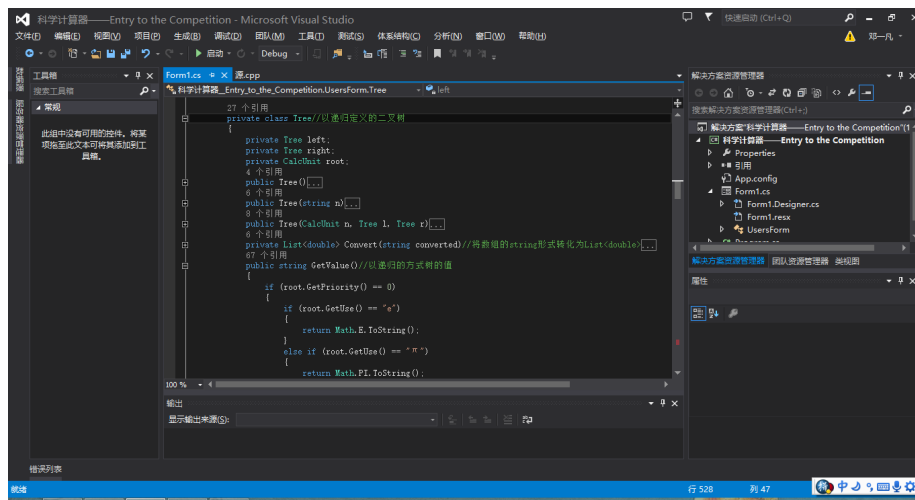 科学计算器——Entry to the Competition - Microsoft Visual Studio
快速启动 (Ctrl+Q)
文件(F) 编辑(E) 视图(V) 项目(P) 生成(B) 调试(D) 团队(M) 工具(T) 测试(S) 体系结构(C) 分析(N) 窗口(W) 帮助(H)
邓一凡
启动 Debug
工具箱
搜索工具箱
常规
此组中没有可用的控件。将某
项拖至此文本可将其添加到工
具箱。
Form1.cs 源.cpp
科学计算器_Entry_to_the_Competition.UsersForm.Tree left
27 个引用
private class Tree//以递归定义的二叉树
{
private Tree left;
private Tree right;
private CalcUnit root;
4 个引用
public Tree()...
6 个引用
public Tree(string n)...
8 个引用
public Tree(CalcUnit n, Tree l, Tree r)...
6 个引用
private List<double> Convert(string converted)//将数组的string形式转化为List<double>...
67 个引用
public string GetValue()//以递归的方式树的值
{
if (root.GetPriority() == 0)
{
if (root.GetUse() == "e")
{
return Math.E.ToString();
}
else if (root.GetUse() == "π")
{
return Math.PI.ToString();
100 %
输出
显示输出来源(S):
错误列表
解决方案资源管理器
搜索解决方案资源管理器(Ctrl+;)
解决方案"科学计算器——Entry to the Competition"(1
科学计算器——Entry to the Competition
Properties
引用
App.config
Form1.cs
Form1.Designer.cs
Form1.resx
UsersForm
Program.cs
解决方案资源管理器 团队资源管理器 类视图
属性
就绪
行 528 列 47
中